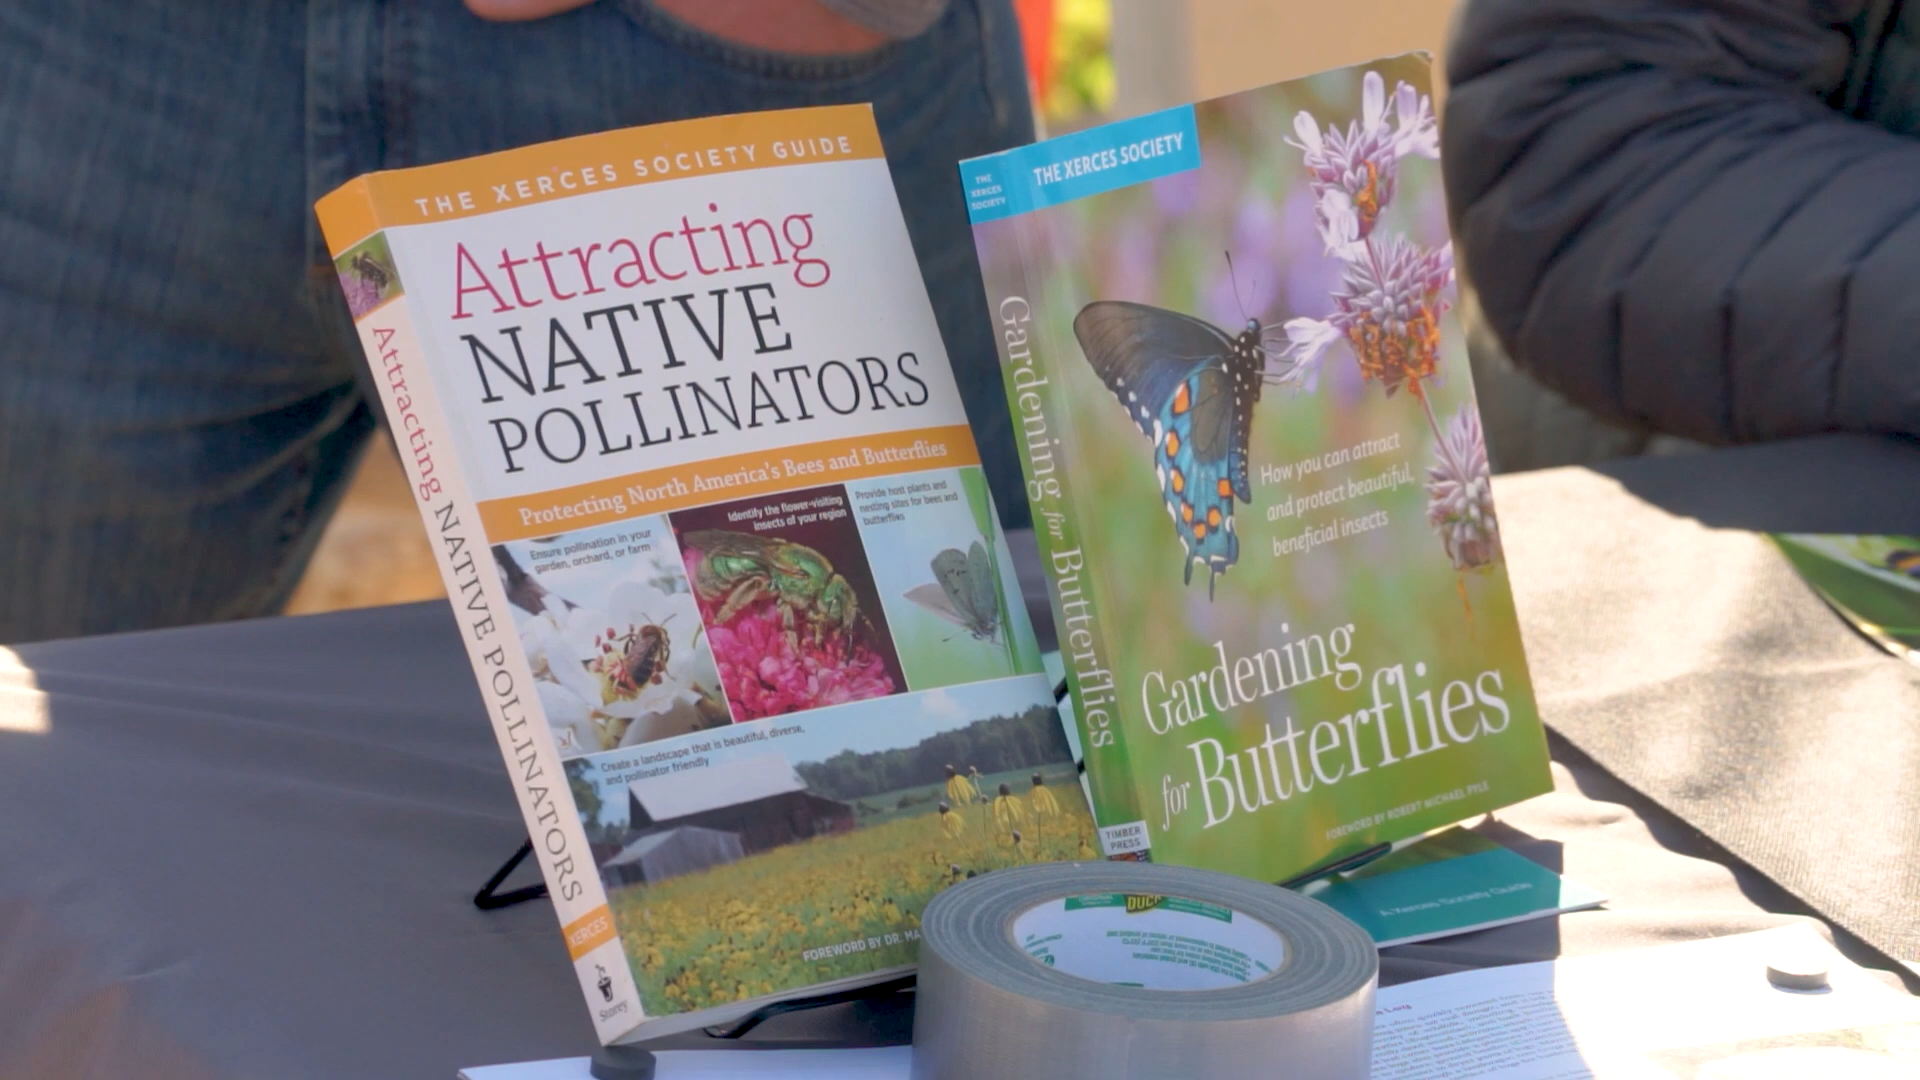 THE XERCES SOCIETY GUIDE
Attracting
NATIVE
POLLINATORS
Protecting North America's Bees and Butterflies
Ensure pollination in your
garden, orchard, or farm
Identify the flower-visiting
insects of your region
Provide host plants and
nesting sites for bees and
butterflies
Create a landscape that is beautiful, diverse,
and pollinator friendly
FOREWORD BY DR. MA
Attracting NATIVE POLLINATORS
XERCES
Storey
THE
XERCES
SOCIETY
THE XERCES SOCIETY
Gardening for Butterflies
TIMBER
PRESS
How you can attract
and protect beautiful,
beneficial insects
Gardening
for Butterflies
FOREWORD BY ROBERT MICHAEL PYLE
A Xerces Society Guide
DUCK